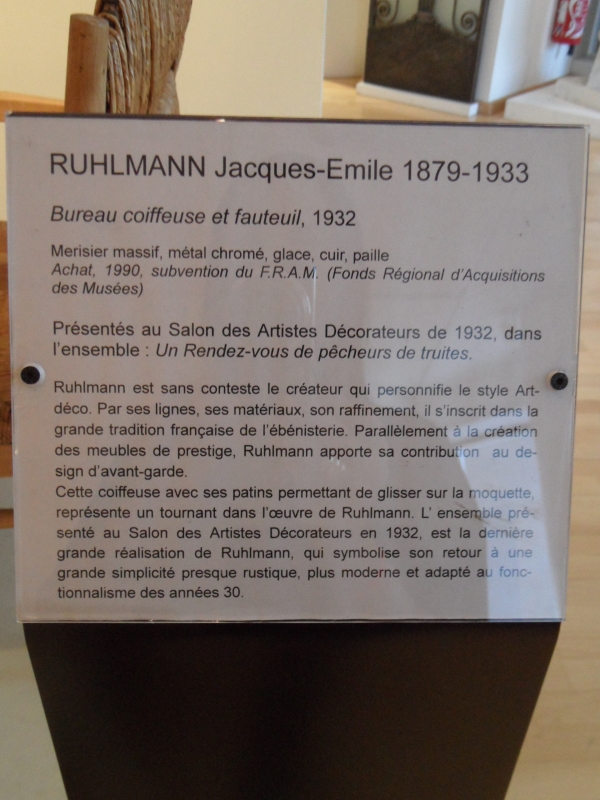 RUHLMANN Jacques-Emile 1879-1933
Bureau coiffeuse et fauteuil, 1932
Merisier massif, métal chromé, glace, cuir, paille
Achat, 1990, subvention du F.R.A.M. (Fonds Régional d'Acquisitions
des Musées)
Présentés au Salon des Artistes Décorateurs de 1932, dans
l'ensemble : Un Rendez-vous de pêcheurs de truites.
Ruhlmann est sans conteste le créateur qui personnifie le style Art-
déco. Par ses lignes, ses matériaux, son raffinement, il s'inscrit dans la
grande tradition française de l'ébénisterie. Parallèlement à la création
des meubles de prestige, Ruhlmann apporte sa contribution au de-
sign d'avant-garde.
Cette coiffeuse avec ses patins permettant de glisser sur la moquette,
représente un tournant dans l'œuvre de Ruhlmann. L' ensemble pré-
senté au Salon des Artistes Décorateurs en 1932, est la dernière
grande réalisation de Ruhlmann, qui symbolise son retour à une
grande simplicité presque rustique, plus moderne et adapté au fonc-
tionnalisme des années 30.